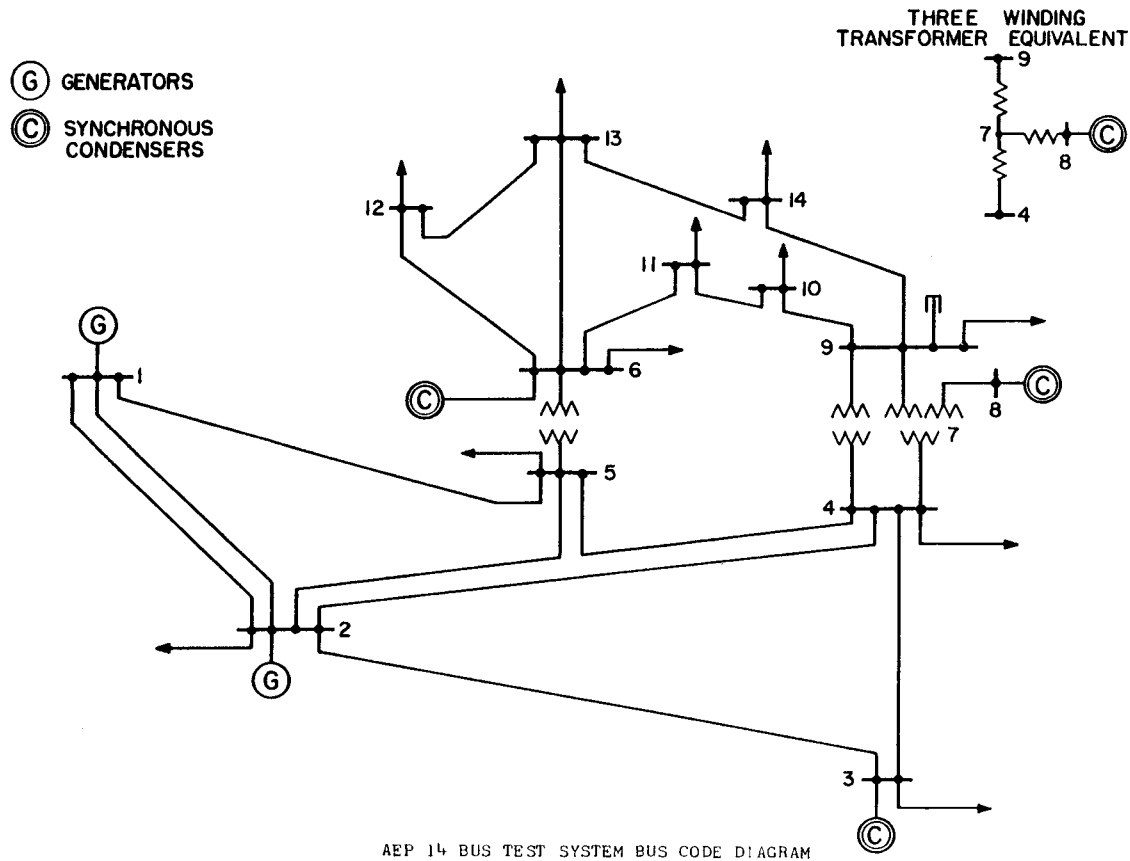 THREE WINDING
TRANSFORMER EQUIVALENT
9
7
8
C
4
G GENERATORS
C SYNCHRONOUS
CONDENSERS
13
12
14
11
10
G
1
9
6
C
8
C
7
5
4
2
G
3
C
AEP 14 BUS TEST SYSTEM BUS CODE DIAGRAM